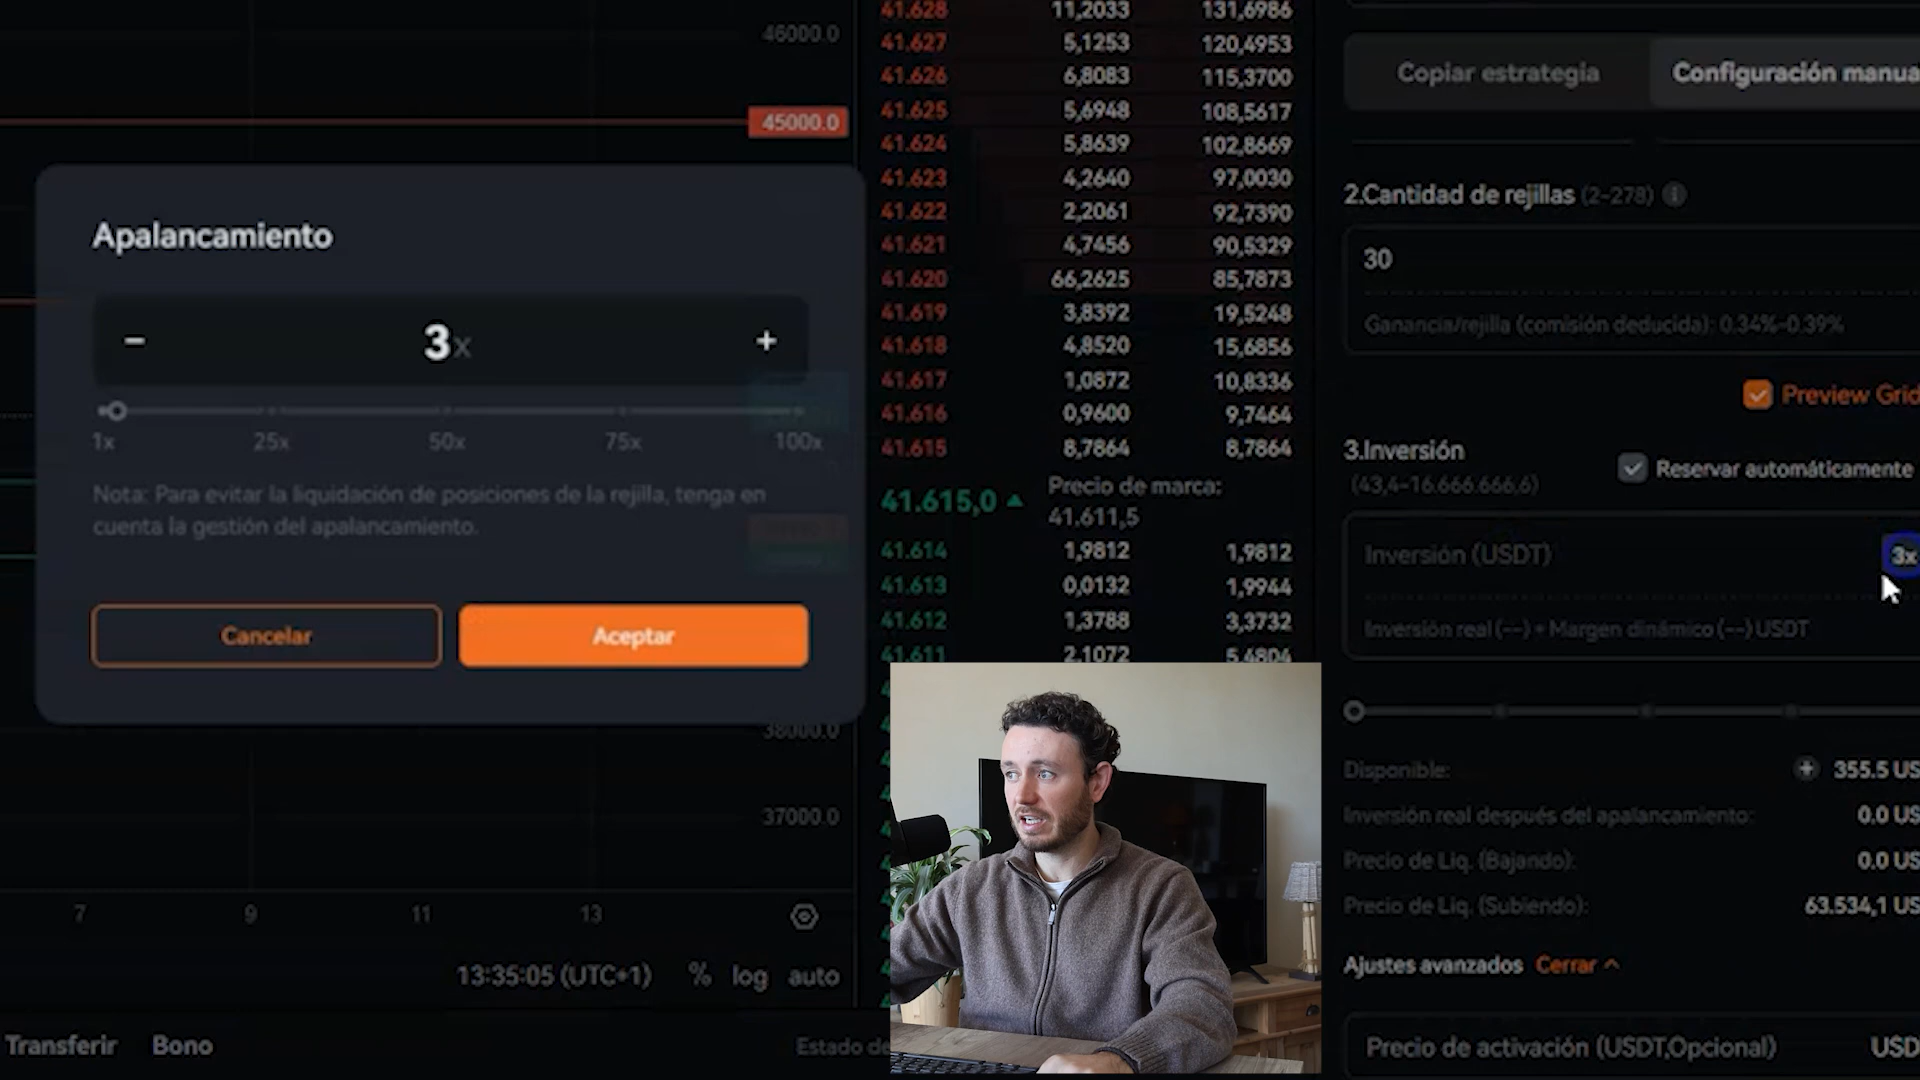 46000.0
45000.0
Apalancamiento
− 3x +
1x 25x 50x 75x 100x
Nota: Para evitar la liquidación de posiciones de la rejilla, tenga en
cuenta la gestión del apalancamiento.
Cancelar Aceptar
38000.0
37000.0
7 9 11 13
13:35:05 (UTC+1) % log auto
Transferir Bono
Estado de
41.628 11,2033 131,6986
41.627 5,1253 120,4953
41.626 6,8083 115,3700
41.625 5,6948 108,5617
41.624 5,8639 102,8669
41.623 4,2640 97,0030
41.622 2,2061 92,7390
41.621 4,7456 90,5329
41.620 66,2625 85,7873
41.619 3,8392 19,5248
41.618 4,8520 15,6856
41.617 1,0872 10,8336
41.616 0,9600 9,7464
41.615 8,7864 8,7864
41.615,0 Precio de marca:
41.611,5
41.614 1,9812 1,9812
41.613 0,0132 1,9944
41.612 1,3788 3,3732
41.611 2,1072 5,4804
Copiar estrategia Configuración manua
2.Cantidad de rejillas (2-278)
30
Ganancia/rejilla (comisión deducida): 0.34%-0.39%
Preview Grid
3.Inversión
(43,4-16.666.666,6)
Reservar automáticamente
Inversión (USDT) 3x
Inversión real (--) + Margen dinámico (--) USDT
Disponible: 355.5 US
Inversión real después del apalancamiento: 0.0 US
Precio de Liq. (Bajando): 0.0 US
Precio de Liq. (Subiendo): 63.534,1 US
Ajustes avanzados Cerrar
Precio de activación (USDT,Opcional) USD